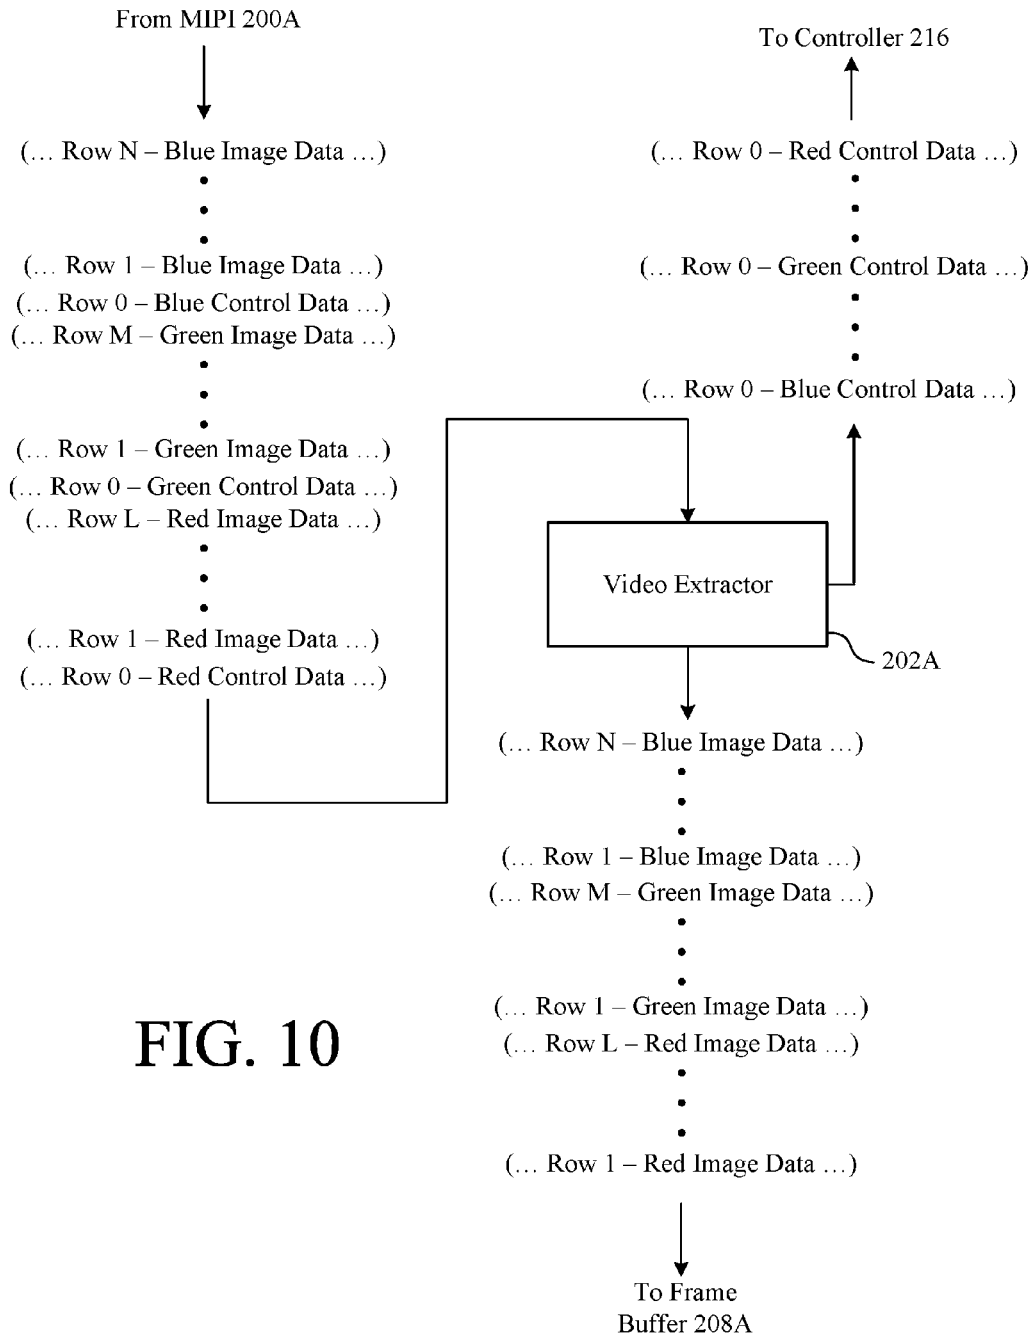 From MIPI 200A
(… Row N – Blue Image Data …)
(… Row 1 – Blue Image Data …)
(… Row 0 – Blue Control Data …)
(… Row M – Green Image Data …)
(… Row 1 – Green Image Data …)
(… Row 0 – Green Control Data …)
(… Row L – Red Image Data …)
(… Row 1 – Red Image Data …)
(… Row 0 – Red Control Data …)
To Controller 216
(… Row 0 – Red Control Data …)
(… Row 0 – Green Control Data …)
(… Row 0 – Blue Control Data …)
Video Extractor
202A
(… Row N – Blue Image Data …)
(… Row 1 – Blue Image Data …)
(… Row M – Green Image Data …)
(… Row 1 – Green Image Data …)
(… Row L – Red Image Data …)
(… Row 1 – Red Image Data …)
To Frame
Buffer 208A
FIG. 10